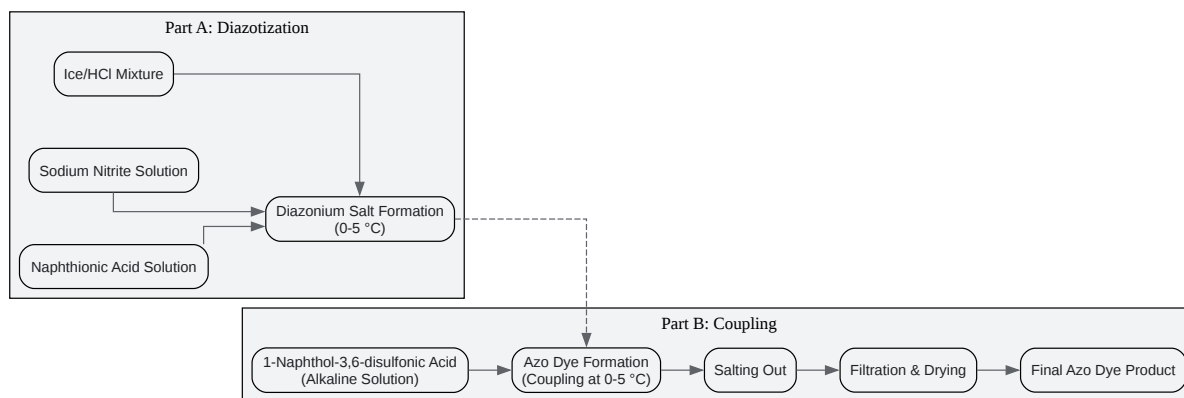 Part A: Diazotization
Ice/HCl Mixture
Sodium Nitrite Solution
Diazonium Salt Formation
(0-5 °C)
Naphthionic Acid Solution
Part B: Coupling
1-Naphthol-3,6-disulfonic Acid
(Alkaline Solution)
Azo Dye Formation
(Coupling at 0-5 °C)
Salting Out
Filtration & Drying
Final Azo Dye Product